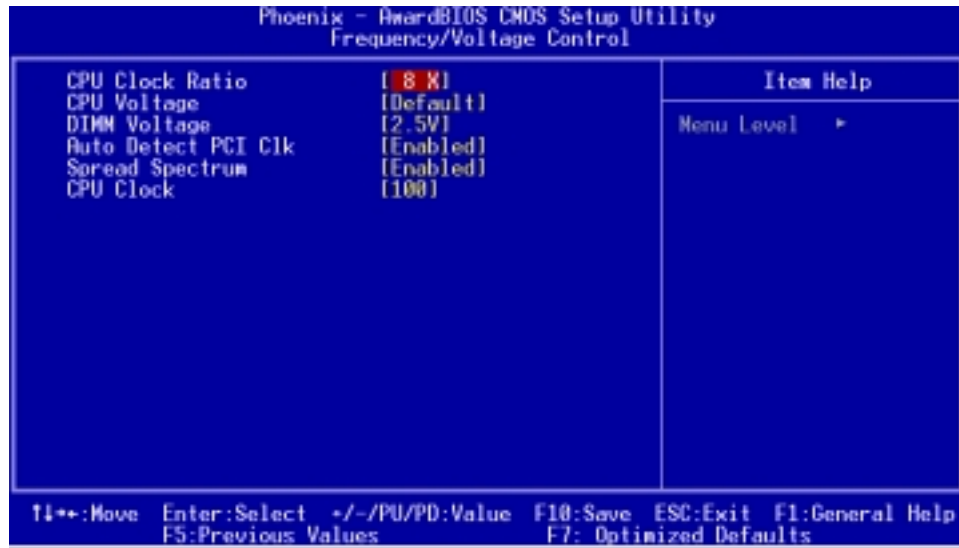 Phoenix - AwardBIOS CMOS Setup Utility
Frequency/Voltage Control
CPU Clock Ratio [ 8 X]
CPU Voltage [Default]
DIMM Voltage [2.5V]
Auto Detect PCI Clk [Enabled]
Spread Spectrum [Enabled]
CPU Clock [100]
Item Help
Menu Level ►
↑↓→←:Move Enter:Select +/-/PU/PD:Value F10:Save ESC:Exit F1:General Help
F5:Previous Values F7: Optimized Defaults